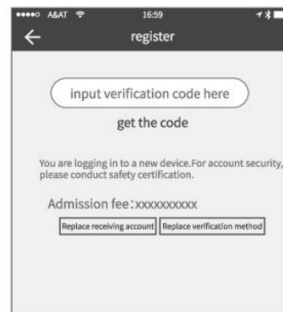 A&AT 16:59
register
input verification code here
get the code
You are logging in to a new device.For account security,
please conduct safety certification.
Admission fee:xxxxxxxxxx
Replace receiving account Replace verification method